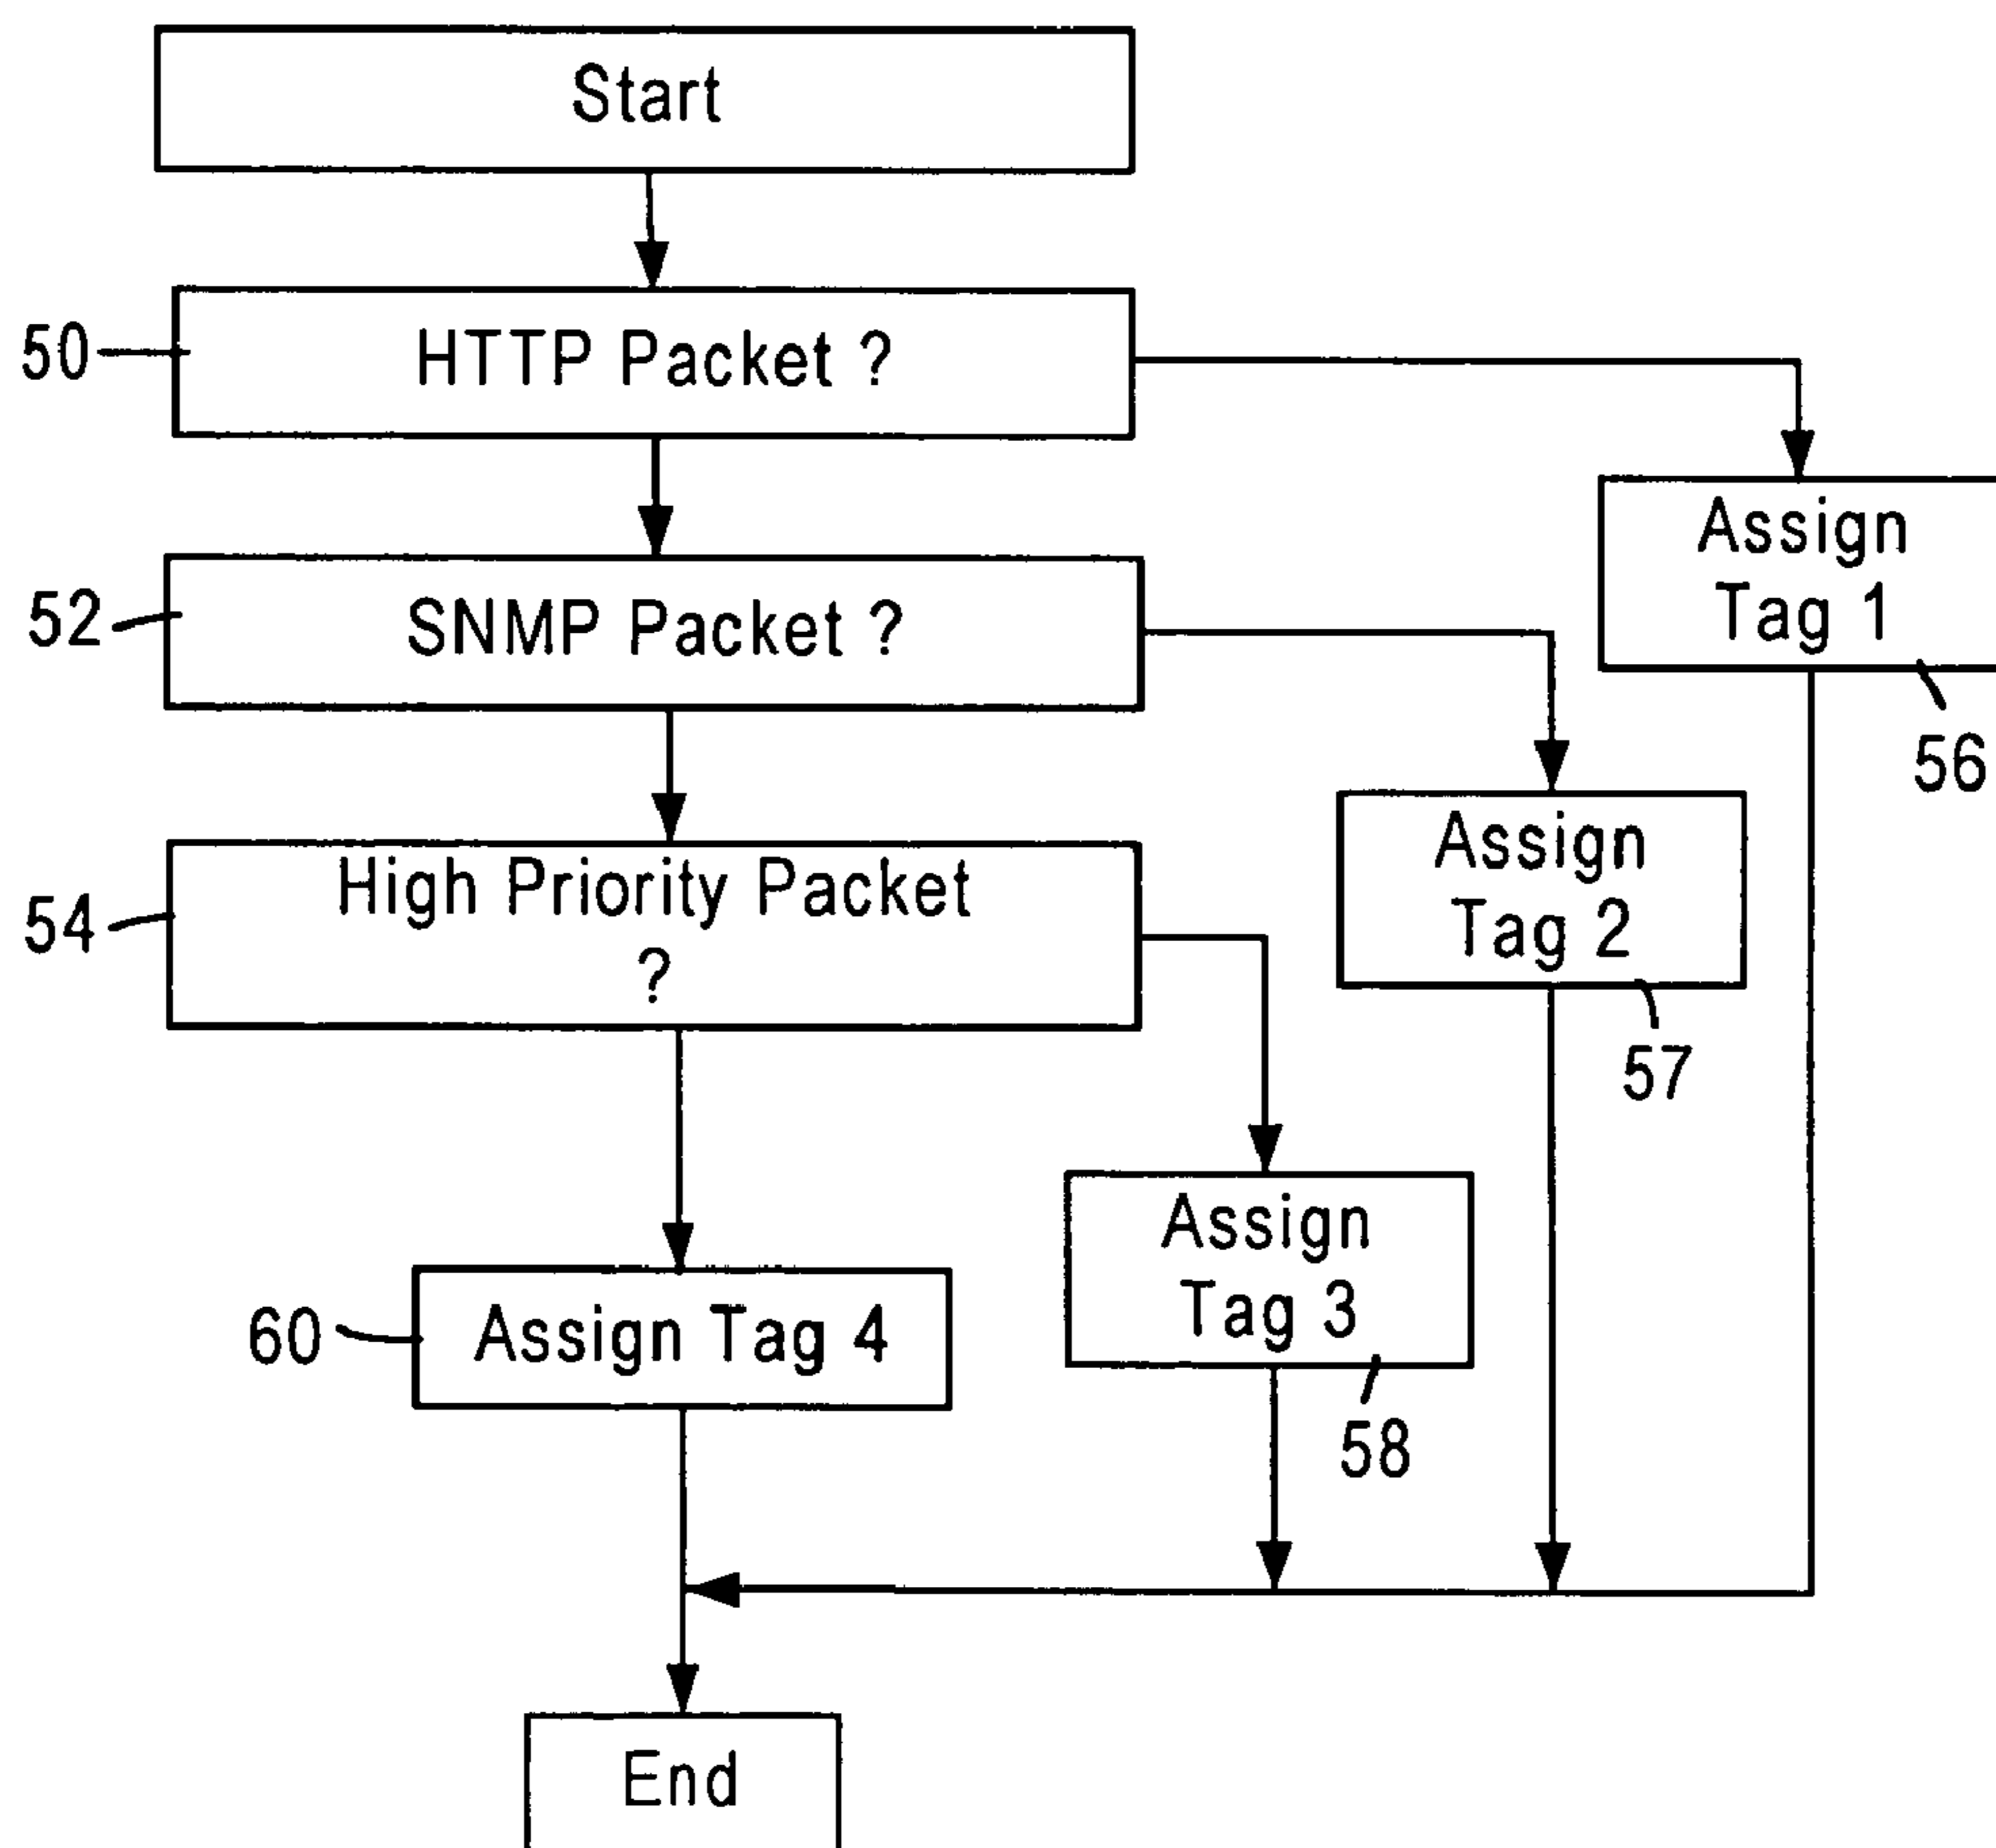 Start
50
HTTP Packet ?
Assign
Tag 1
56
52
SNMP Packet ?
Assign
Tag 2
57
54
High Priority Packet
?
Assign
Tag 3
58
60
Assign Tag 4
End